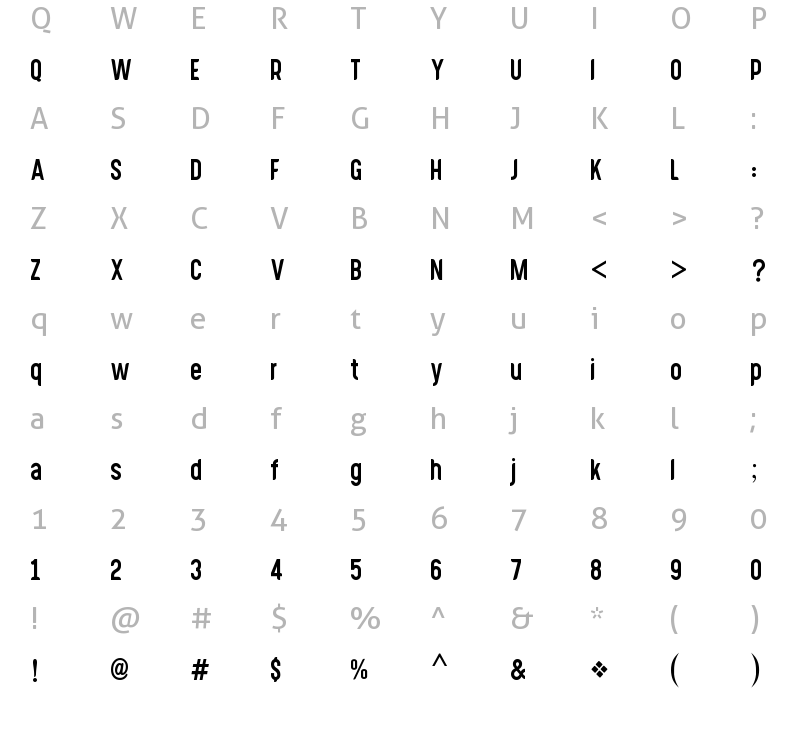 Q W E R T Y U I O P
Q W E R T Y U I O P
A S D F G H J K L :
A S D F G H J K L :
Z X C V B N M < > ?
Z X C V B N M < > ?
q w e r t y u i o p
q w e r t y u i o p
a s d f g h j k l ;
a s d f g h j k l ;
1 2 3 4 5 6 7 8 9 0
1 2 3 4 5 6 7 8 9 0
! @ # $ % ^ & * ( )
! @ # $ % ^ & ❖ ( )